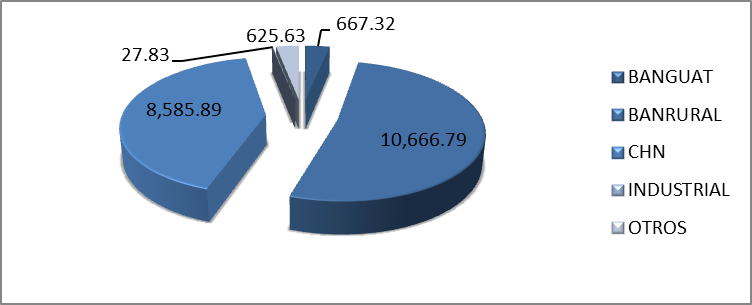 625.63
667.32
27.83
8,585.89
10,666.79
BANGUAT
BANRURAL
CHN
INDUSTRIAL
OTROS